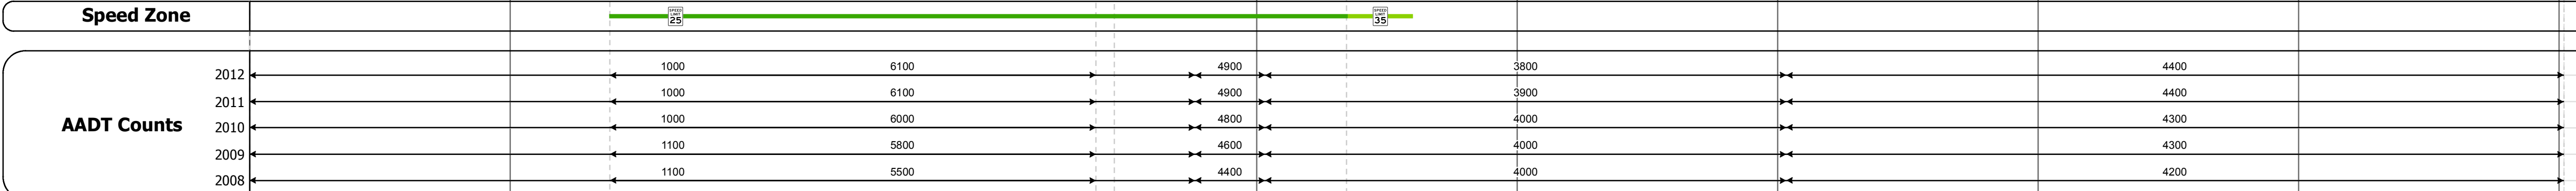 Speed Zone
SPEED LIMIT 25
SPEED LIMIT 35
AADT Counts
2012 1000 6100 4900 3800 4400
2011 1000 6100 4900 3900 4400
2010 1000 6000 4800 4000 4300
2009 1100 5800 4600 4000 4300
2008 1100 5500 4400 4000 4200